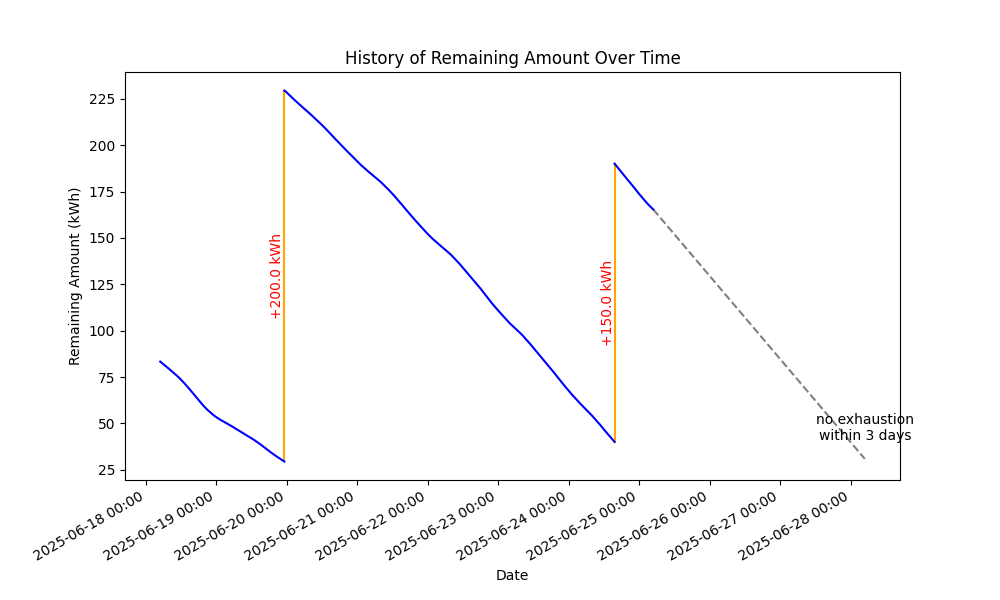 History of Remaining Amount Over Time
Remaining Amount (kWh)
225
200
175
150
125
100
75
50
25
+200.0 kWh
+150.0 kWh
no exhaustion
within 3 days
2025-06-18 00:00
2025-06-19 00:00
2025-06-20 00:00
2025-06-21 00:00
2025-06-22 00:00
2025-06-23 00:00
2025-06-24 00:00
2025-06-25 00:00
2025-06-26 00:00
2025-06-27 00:00
2025-06-28 00:00
Date